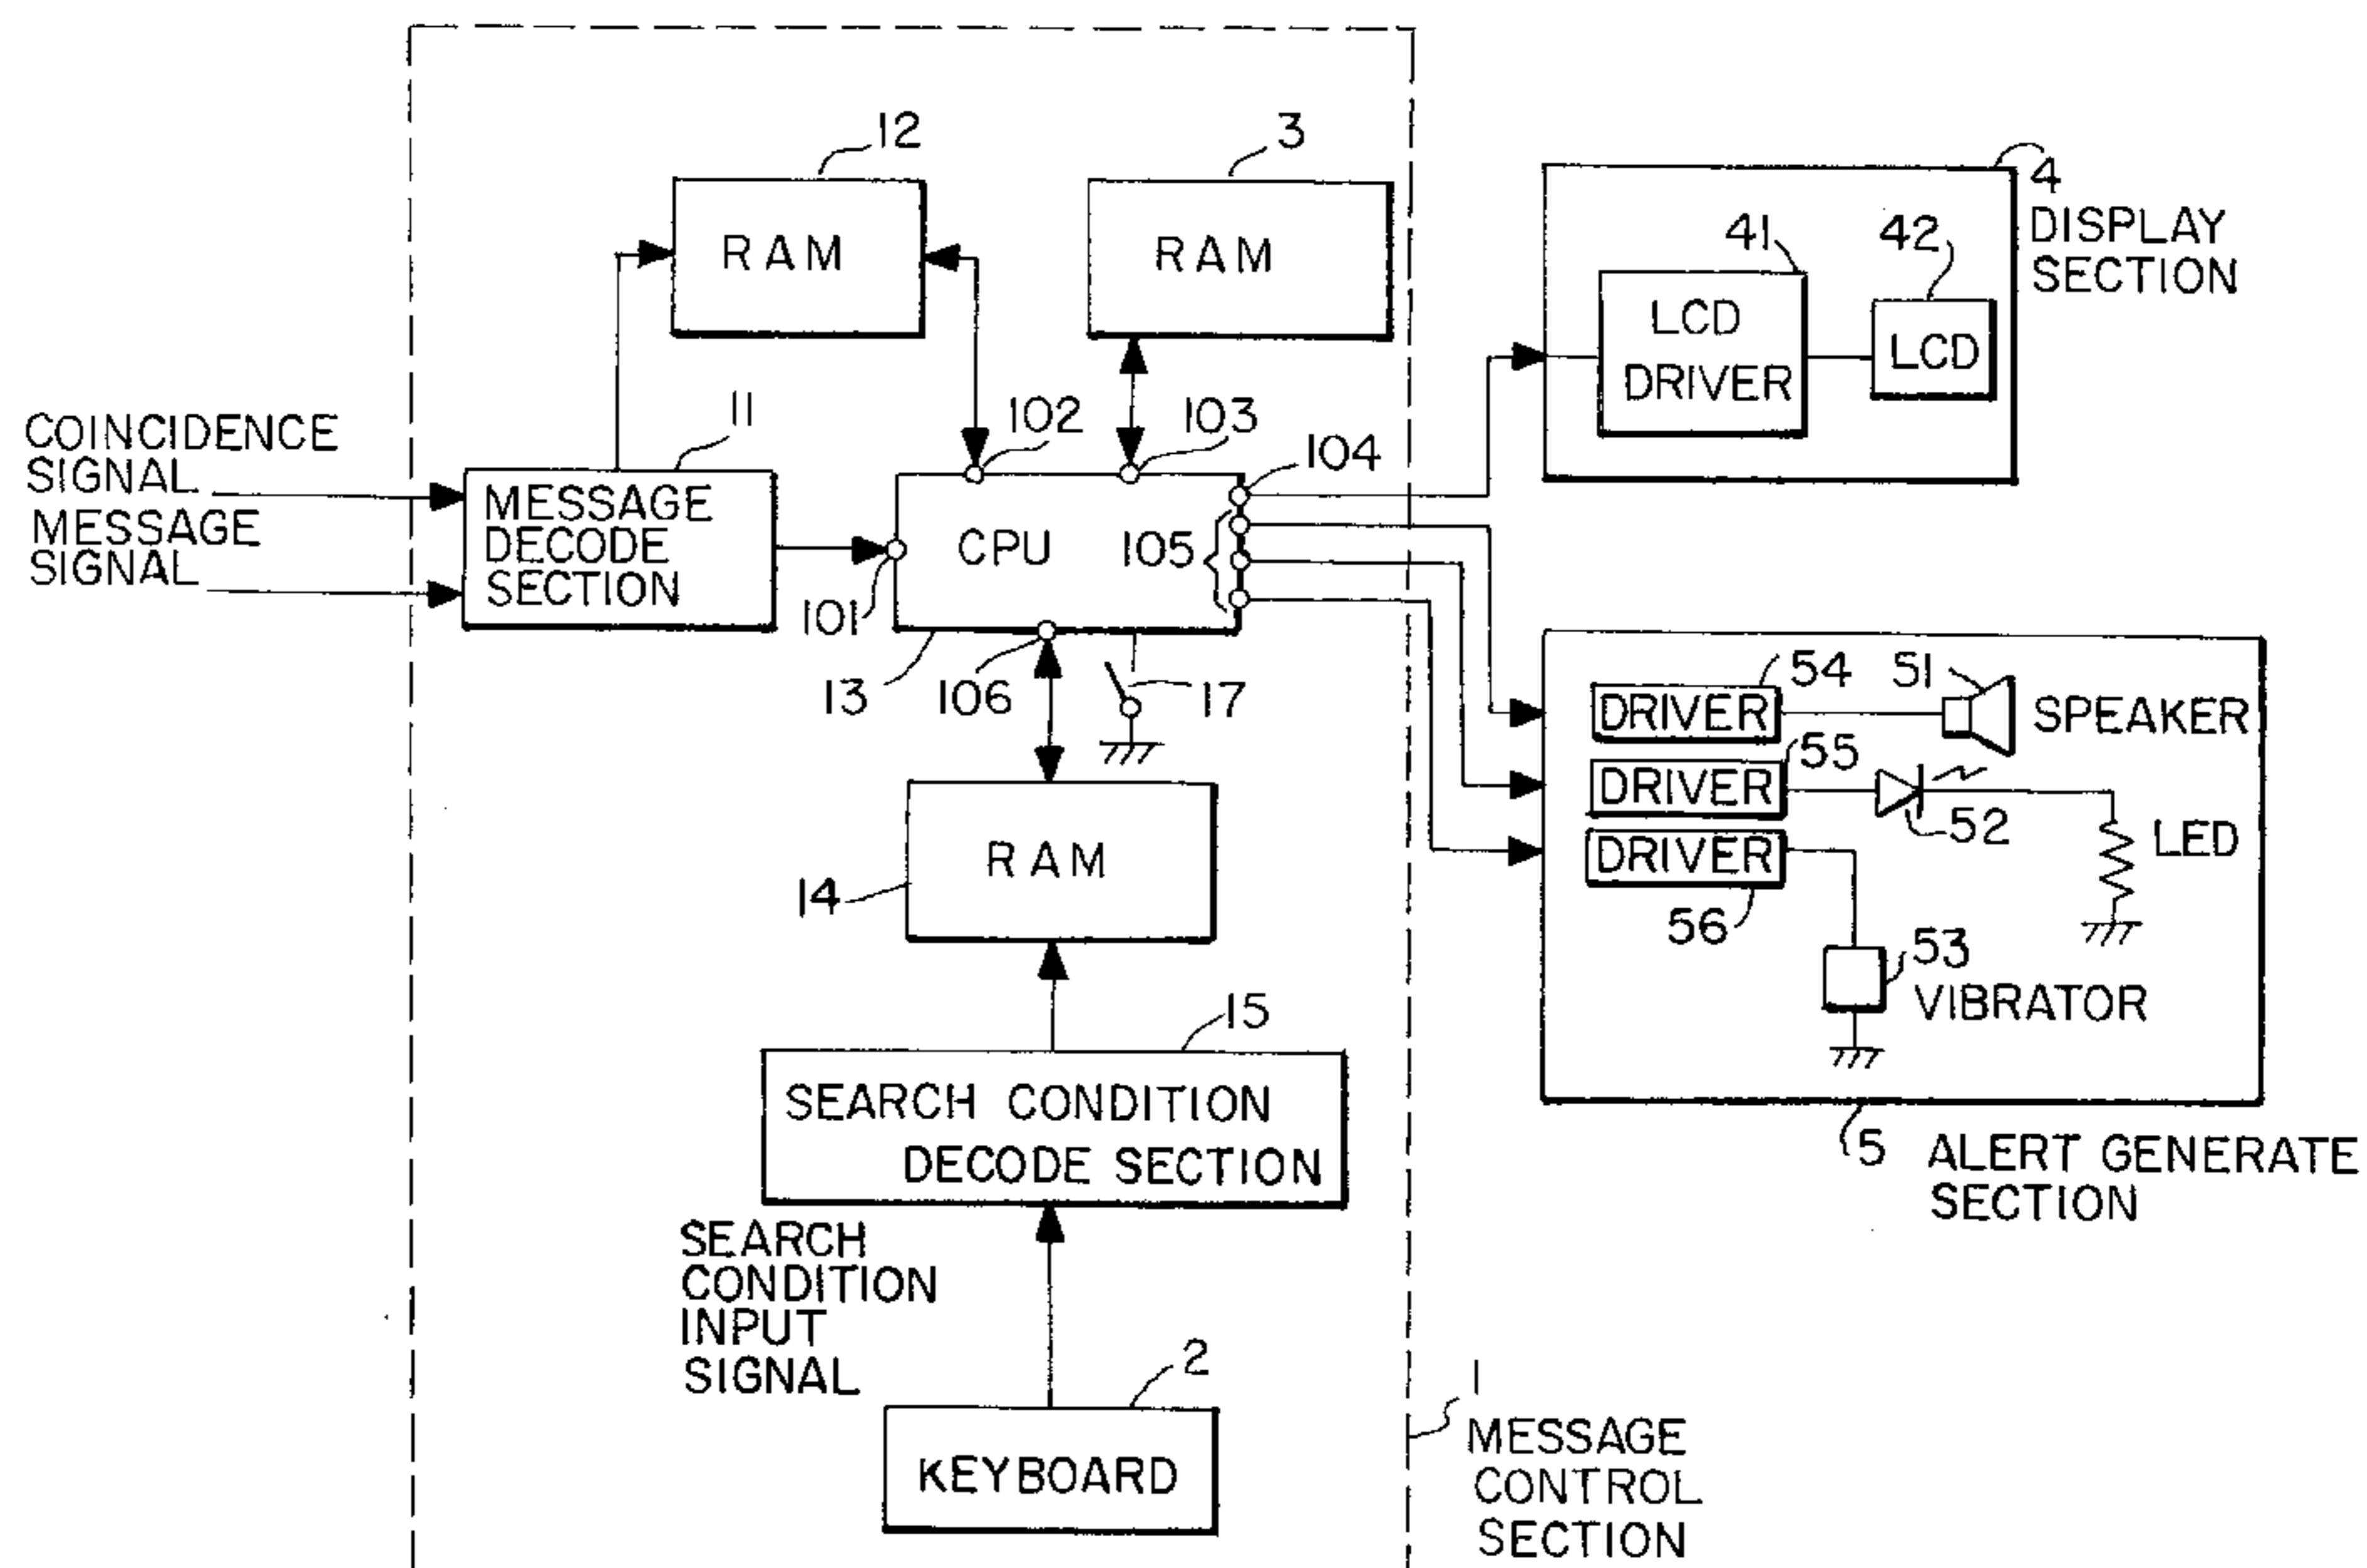 12
3
RAM
RAM
4
DISPLAY
SECTION
41
42
LCD
DRIVER
LCD
COINCIDENCE
SIGNAL
MESSAGE
SIGNAL
11
MESSAGE
DECODE
SECTION
102
103
104
CPU
105
101
13
106
17
54
51
DRIVER
SPEAKER
55
DRIVER
52
LED
DRIVER
56
53
VIBRATOR
RAM
14
15
SEARCH CONDITION
DECODE SECTION
5
ALERT GENERATE
SECTION
SEARCH
CONDITION
INPUT
SIGNAL
2
KEYBOARD
1
MESSAGE
CONTROL
SECTION